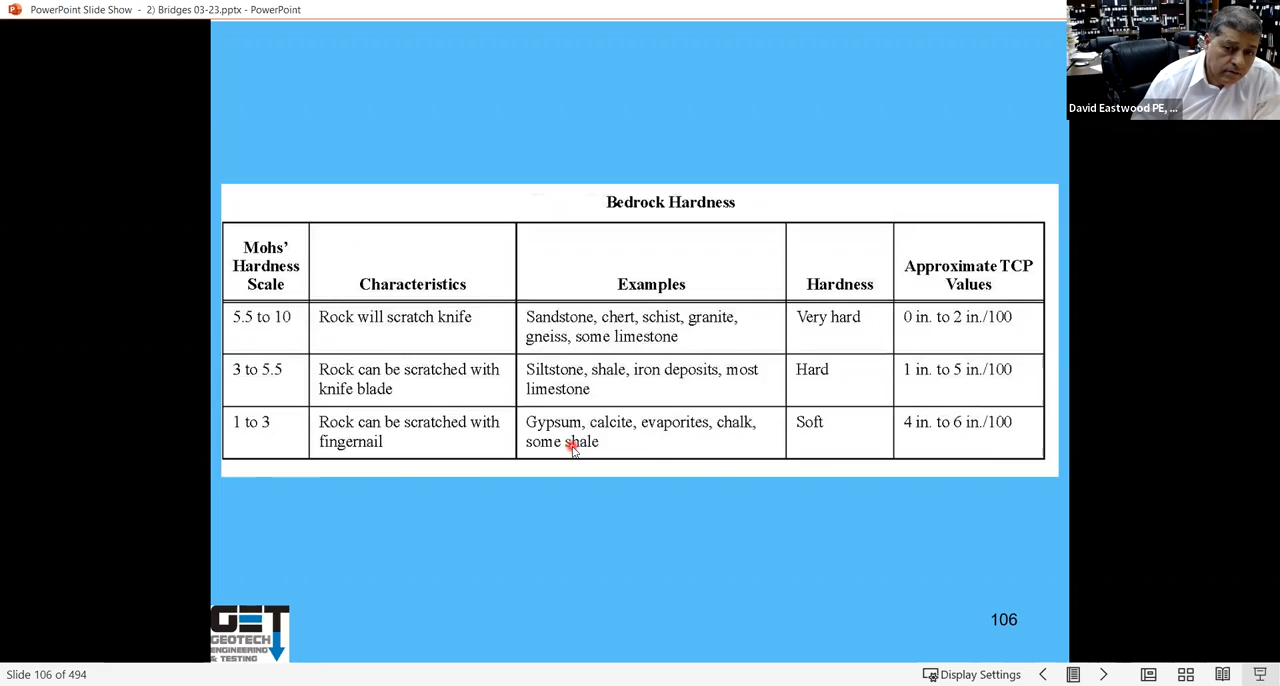 PowerPoint Slide Show - 2) Bridges 03-23.pptx - PowerPoint
David Eastwood PE, ...
Bedrock Hardness
Mohs' Hardness Scale
Characteristics
Examples
Hardness
Approximate TCP Values
5.5 to 10
Rock will scratch knife
Sandstone, chert, schist, granite,
gneiss, some limestone
Very hard
0 in. to 2 in./100
3 to 5.5
Rock can be scratched with
knife blade
Siltstone, shale, iron deposits, most
limestone
Hard
1 in. to 5 in./100
1 to 3
Rock can be scratched with
fingernail
Gypsum, calcite, evaporites, chalk,
some shale
Soft
4 in. to 6 in./100
GET
GEOTECH
ENGINEERING
& TESTING
106
Slide 106 of 494
Display Settings